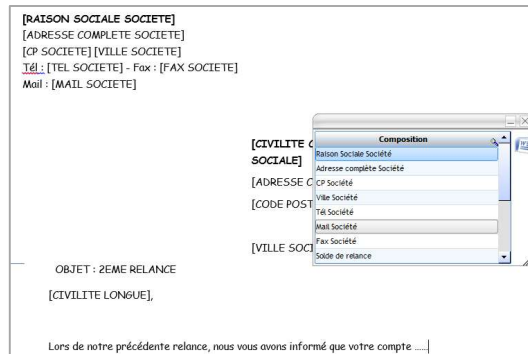 [RAISON SOCIALE SOCIETE]
[ADRESSE COMPLETE SOCIETE]
[CP SOCIETE] [VILLE SOCIETE]
Tél : [TEL SOCIETE] - Fax : [FAX SOCIETE]
Mail : [MAIL SOCIETE]
[CIVILITE
SOCIALE]
[ADRESSE
[CODE POST
[VILLE SOCI
Composition
Raison Sociale Société
Adresse complète Société
CP Société
Ville Société
Tél Société
Mail Société
Fax Société
Solde de relance
OBJET : 2EME RELANCE
[CIVILITE LONGUE],
Lors de notre précédente relance, nous vous avons informé que votre compte ......